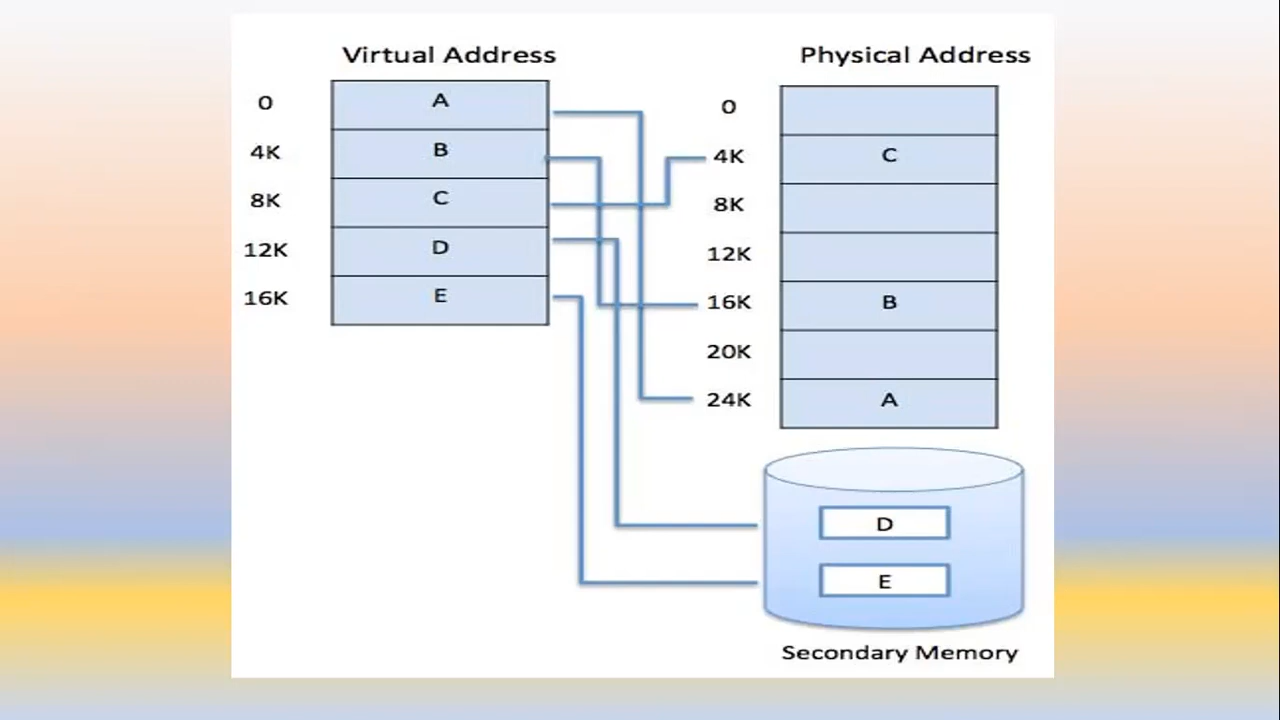 Virtual Address
0 A
4K B
8K C
12K D
16K E
Physical Address
0
4K C
8K
12K
16K B
20K
24K A
D
E
Secondary Memory